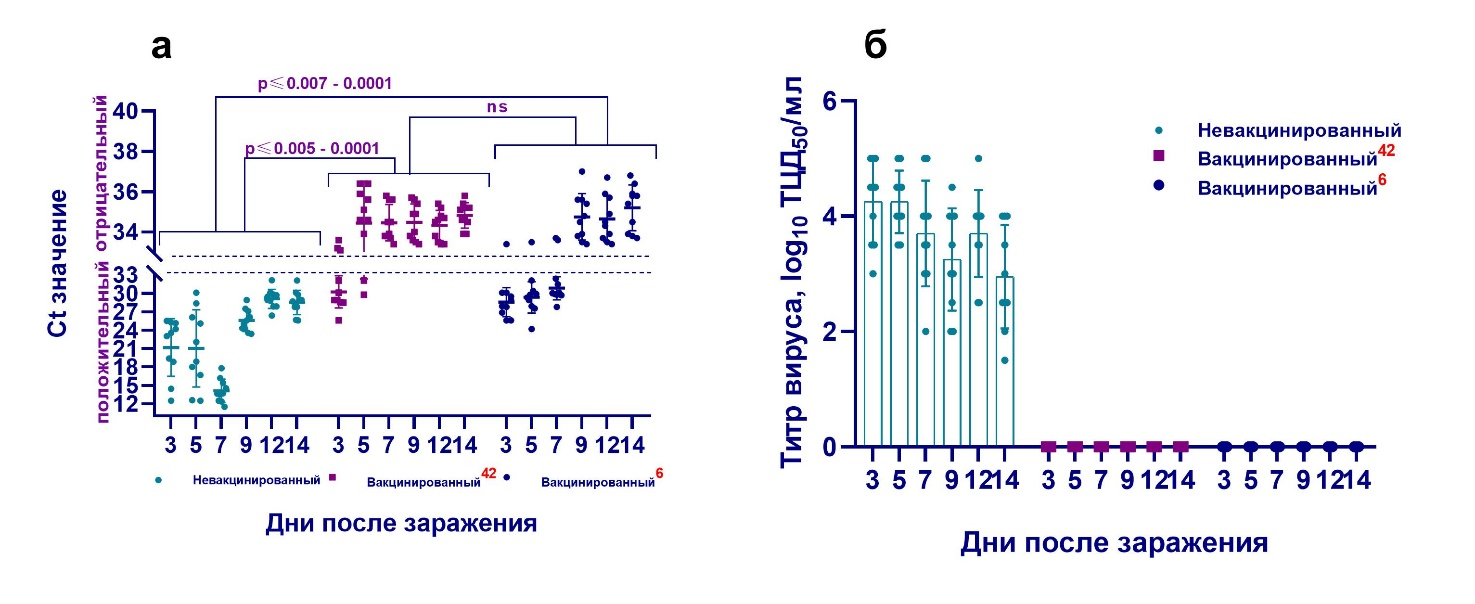 а
p≤0.007 - 0.0001
ns
p≤0.005 - 0.0001
Ct значение
отрицательный
положительный
40
38
36
34
33
30
27
24
21
18
15
12
3 5 7 9 12 14 3 5 7 9 12 14 3 5 7 9 12 14
Невакцинированный Вакцинированный42 Вакцинированный6
Дни после заражения
б
Титр вируса, log10 ТЦД50/мл
6
4
2
0
Невакцинированный
Вакцинированный42
Вакцинированный6
3 5 7 9 12 14 3 5 7 9 12 14 3 5 7 9 12 14
Дни после заражения